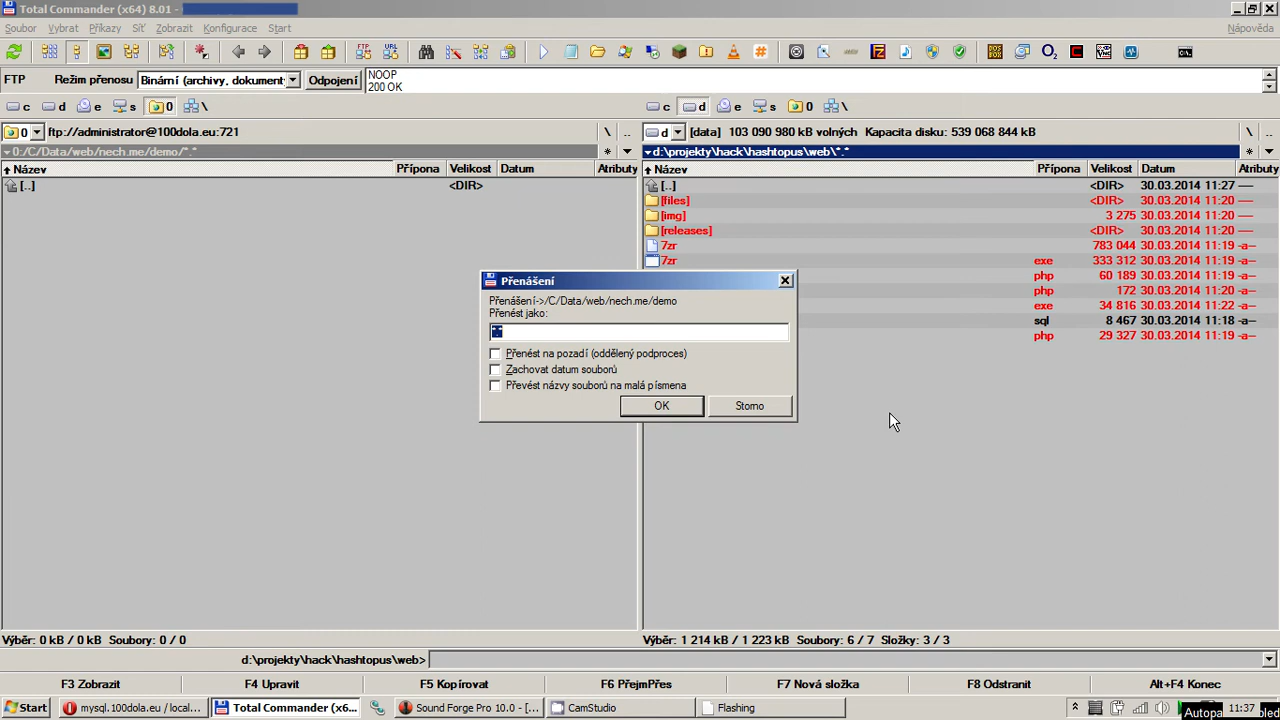 Total Commander (x64) 8.01 -
Soubor Vybrat Příkazy Síť Zobrazit Konfigurace Start Nápověda
FTP URL
FTP Režim přenosu Binární (archivy, dokument Odpojení NOOP
200 OK
c d e s 0 \ c d e s 0 \
0 ftp://administrator@100dola.eu:721 \ .. d [data] 103 090 980 kB volných Kapacita disku: 539 068 844 kB \ ..
0:/C/Data/web/nech.me/demo/*.* * d:\projekty\hack\hashtopus\web\*.* *
Název Přípona Velikost Datum Atributy Název Přípona Velikost Datum Atributy
[..] <DIR> [..] <DIR> 30.03.2014 11:27 ----
[files] <DIR> 30.03.2014 11:20 ----
[img] 3 275 30.03.2014 11:20 ----
[releases] <DIR> 30.03.2014 11:20 ----
7zr 783 044 30.03.2014 11:19 -a--
7zr exe 333 312 30.03.2014 11:19 -a--
php 60 189 30.03.2014 11:19 -a--
php 172 30.03.2014 11:20 -a--
exe 34 816 30.03.2014 11:22 -a--
sql 8 467 30.03.2014 11:18 -a--
php 29 327 30.03.2014 11:19 -a--
Přenášení
Přenášení->/C/Data/web/nech.me/demo
Přenést jako:
*.*
Přenést na pozadí (oddělený podproces)
Zachovat datum souborů
Převést názvy souborů na malá písmena
OK Storno
Výběr: 0 kB / 0 kB Soubory: 0 / 0 Výběr: 1 214 kB / 1 223 kB Soubory: 6 / 7 Složky: 3 / 3
d:\projekty\hack\hashtopus\web>
F3 Zobrazit F4 Upravit F5 Kopírovat F6 PřejmPřes F7 Nová složka F8 Odstranit Alt+F4 Konec
Start mysql.100dola.eu / local... Total Commander (x6... Sound Forge Pro 10.0 - [... CamStudio Flashing 11:37